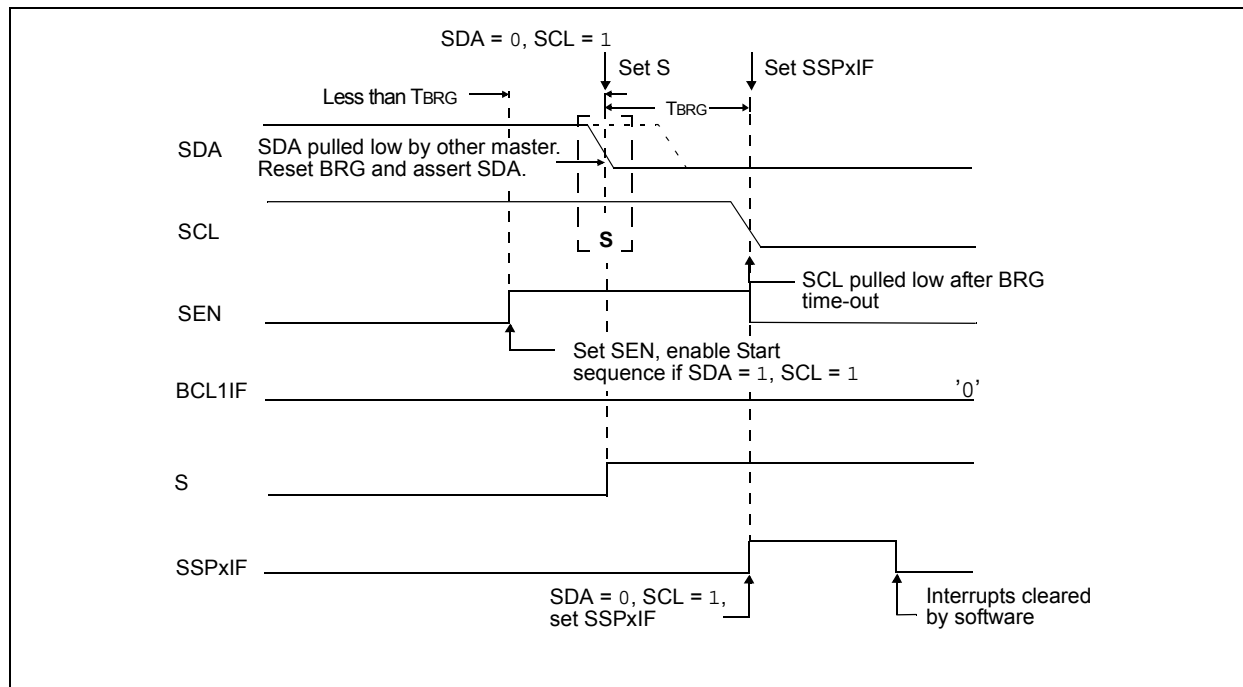 SDA = 0, SCL = 1
Set S
Set SSPxIF
Less than TBRG
TBRG
SDA
SDA pulled low by other master.
Reset BRG and assert SDA.
SCL
S
SCL pulled low after BRG
time-out
SEN
Set SEN, enable Start
sequence if SDA = 1, SCL = 1
BCL1IF
’0’
S
SSPxIF
SDA = 0, SCL = 1,
set SSPxIF
Interrupts cleared
by software